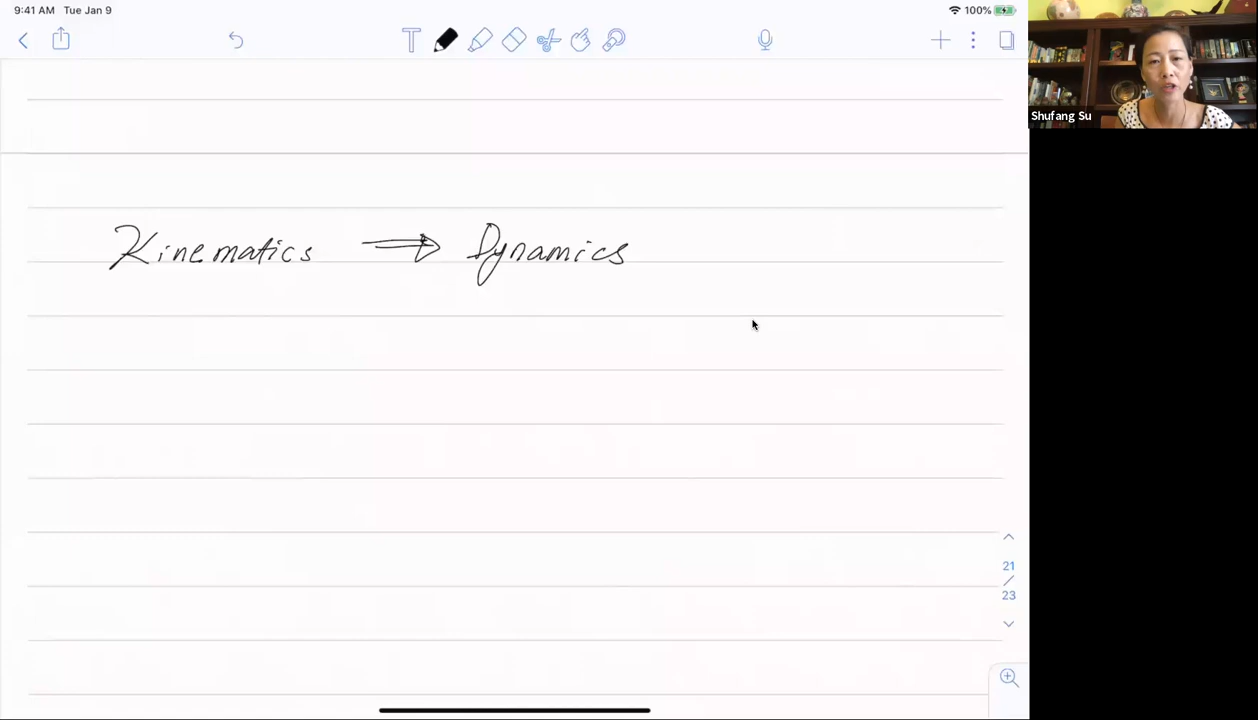 9:41 AM Tue Jan 9
100%
T
Shufang Su
Kinematics ⟹ Dynamics
21
/
23